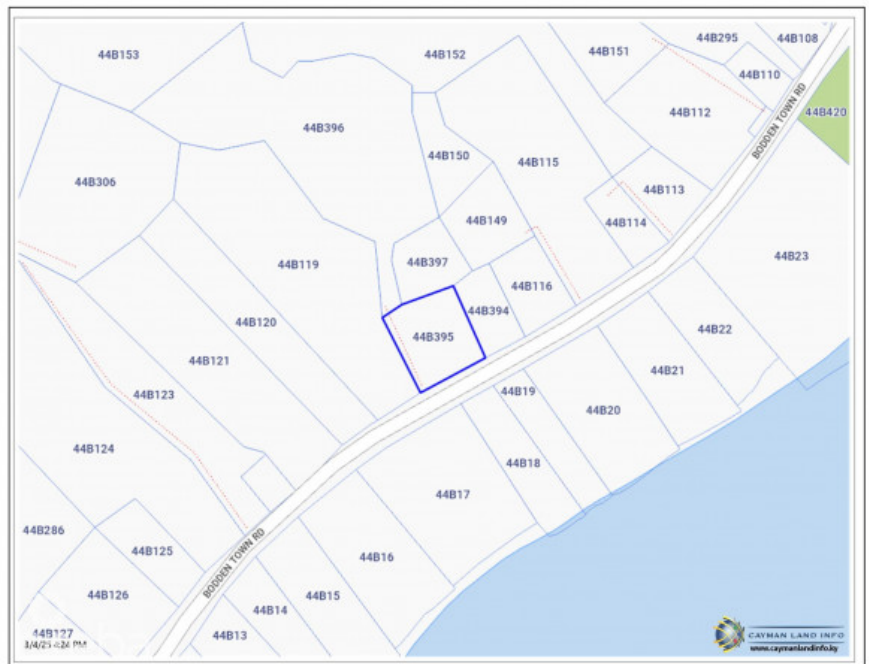 44B153
44B152
44B151
44B295
44B108
44B110
44B112
44B420
BODDEN TOWN RD
44B396
44B150
44B115
44B306
44B113
44B149
44B114
44B119
44B397
44B23
44B116
44B394
44B120
44B395
44B22
44B121
44B21
44B123
44B19
44B20
44B124
44B18
44B17
44B286
44B125
BODDEN TOWN RD
44B16
44B126
44B15
44B14
44B13
44B127
CAYMAN LAND INFO
www.caymanlandinfo.ky